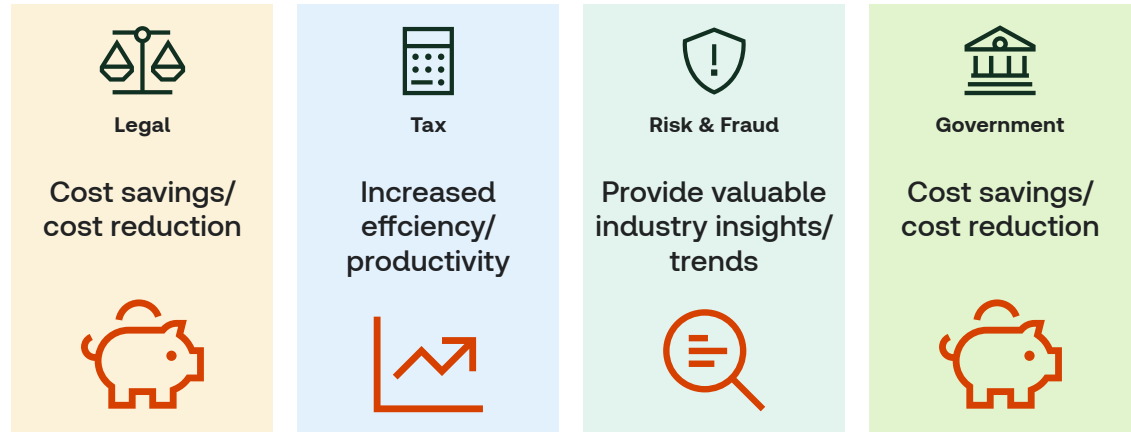 Legal
Cost savings/
cost reduction
Tax
Increased
effciency/
productivity
Risk & Fraud
Provide valuable
industry insights/
trends
Government
Cost savings/
cost reduction